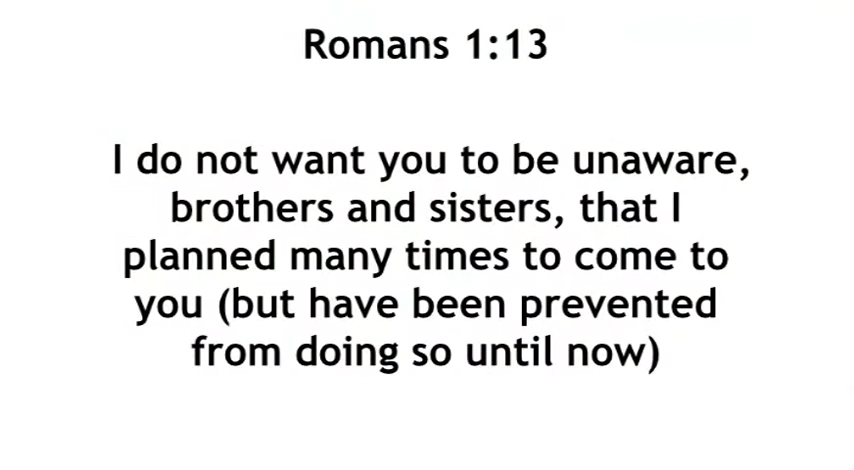 Romans 1:13
I do not want you to be unaware,
brothers and sisters, that I
planned many times to come to
you (but have been prevented
from doing so until now)